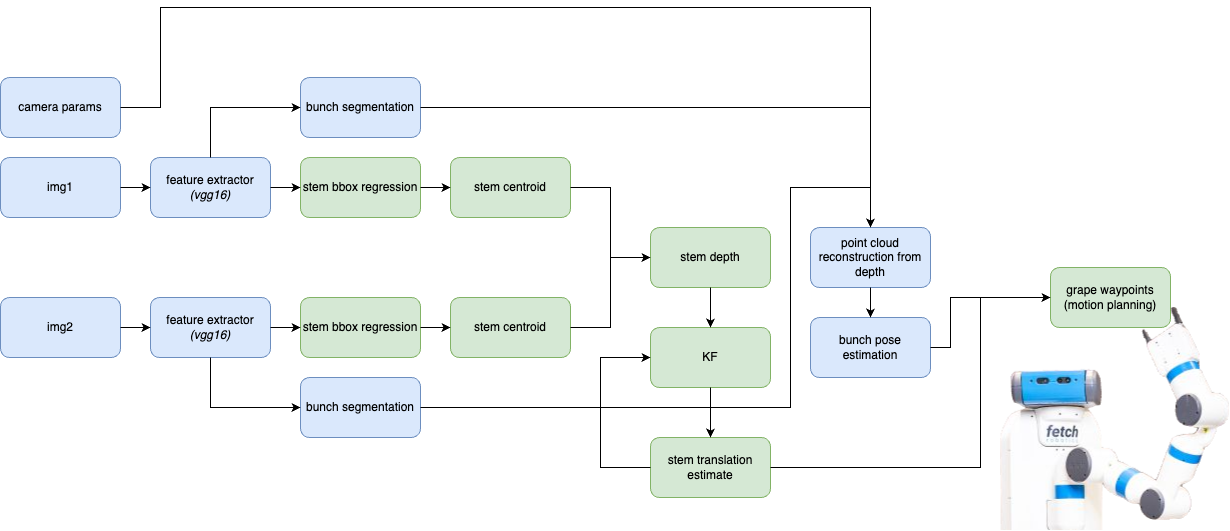 camera params
bunch segmentation
img1
feature extractor
(vgg16)
stem bbox regression
stem centroid
stem depth
point cloud
reconstruction from
depth
grape waypoints
(motion planning)
img2
feature extractor
(vgg16)
stem bbox regression
stem centroid
KF
bunch pose
estimation
bunch segmentation
fetch
stem translation
estimate